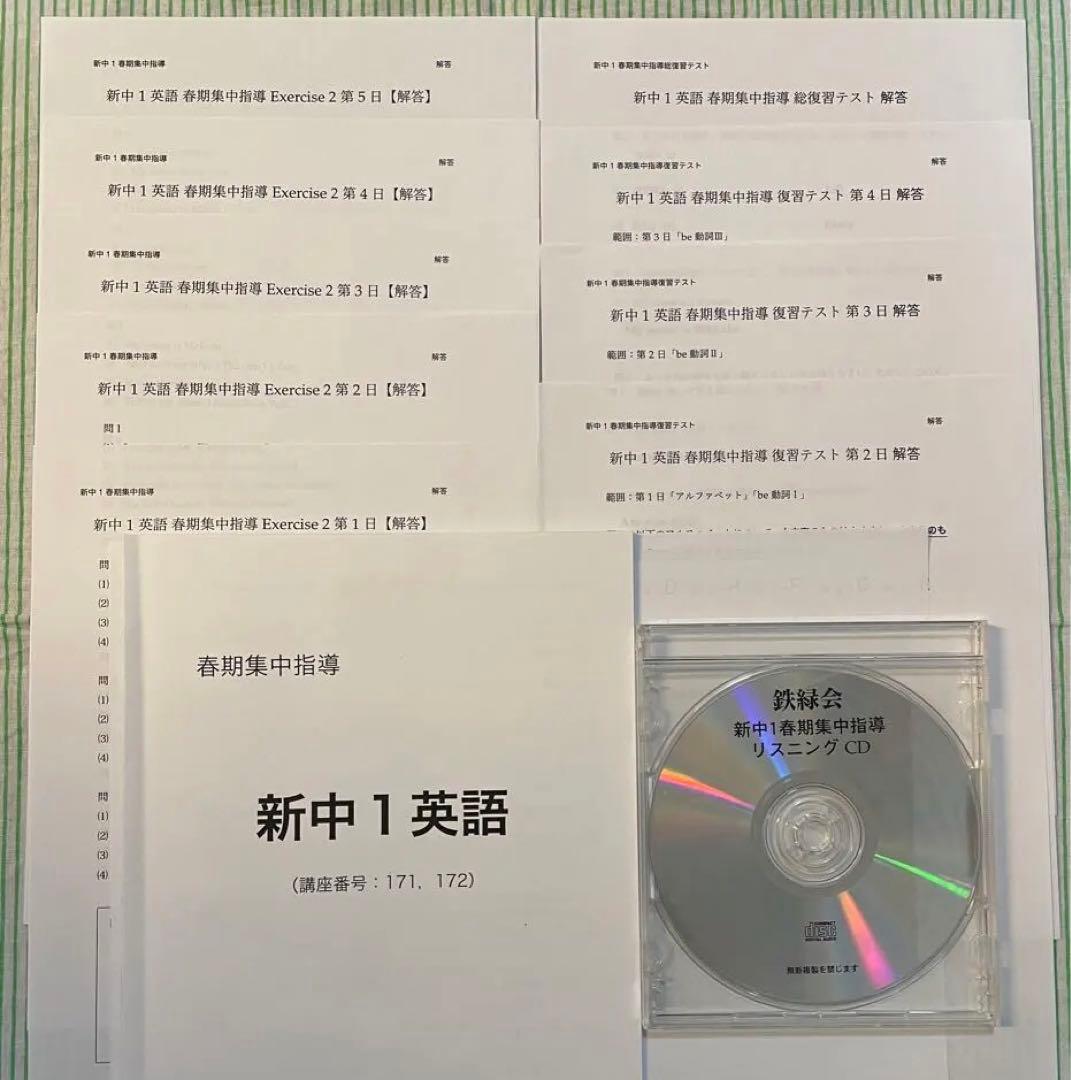 新中1春期集中指導
解答
新中1英語 春期集中指導 Exercise 2 第5日【解答】
新中1春期集中指導
解答
新中1英語 春期集中指導 Exercise 2 第4日【解答】
新中1春期集中指導
解答
新中1英語 春期集中指導 Exercise 2 第3日【解答】
新中1春期集中指導
解答
新中1英語 春期集中指導 Exercise 2 第2日【解答】
問1
新中1春期集中指導
解答
新中1英語 春期集中指導 Exercise 2 第1日【解答】
問
(1)
(2)
(3)
(4)
問
(1)
(2)
(3)
(4)
問
(1)
(2)
(3)
(4)
新中1春期集中指導総復習テスト
新中1英語 春期集中指導 総復習テスト 解答
新中1春期集中指導復習テスト
解答
新中1英語 春期集中指導 復習テスト 第4日 解答
範囲:第3日「be動詞Ⅲ」
新中1春期集中指導復習テスト
解答
新中1英語 春期集中指導 復習テスト 第3日 解答
範囲:第2日「be動詞Ⅱ」
新中1春期集中指導復習テスト
解答
新中1英語 春期集中指導 復習テスト 第2日 解答
範囲:第1日「アルファベット」「be動詞Ⅰ」
のも
春期集中指導
新中1英語
(講座番号:171, 172)
鉄緑会
新中1春期集中指導
リスニングCD
COMPACT
disc
DIGITAL AUDIO
無断複製を禁じます